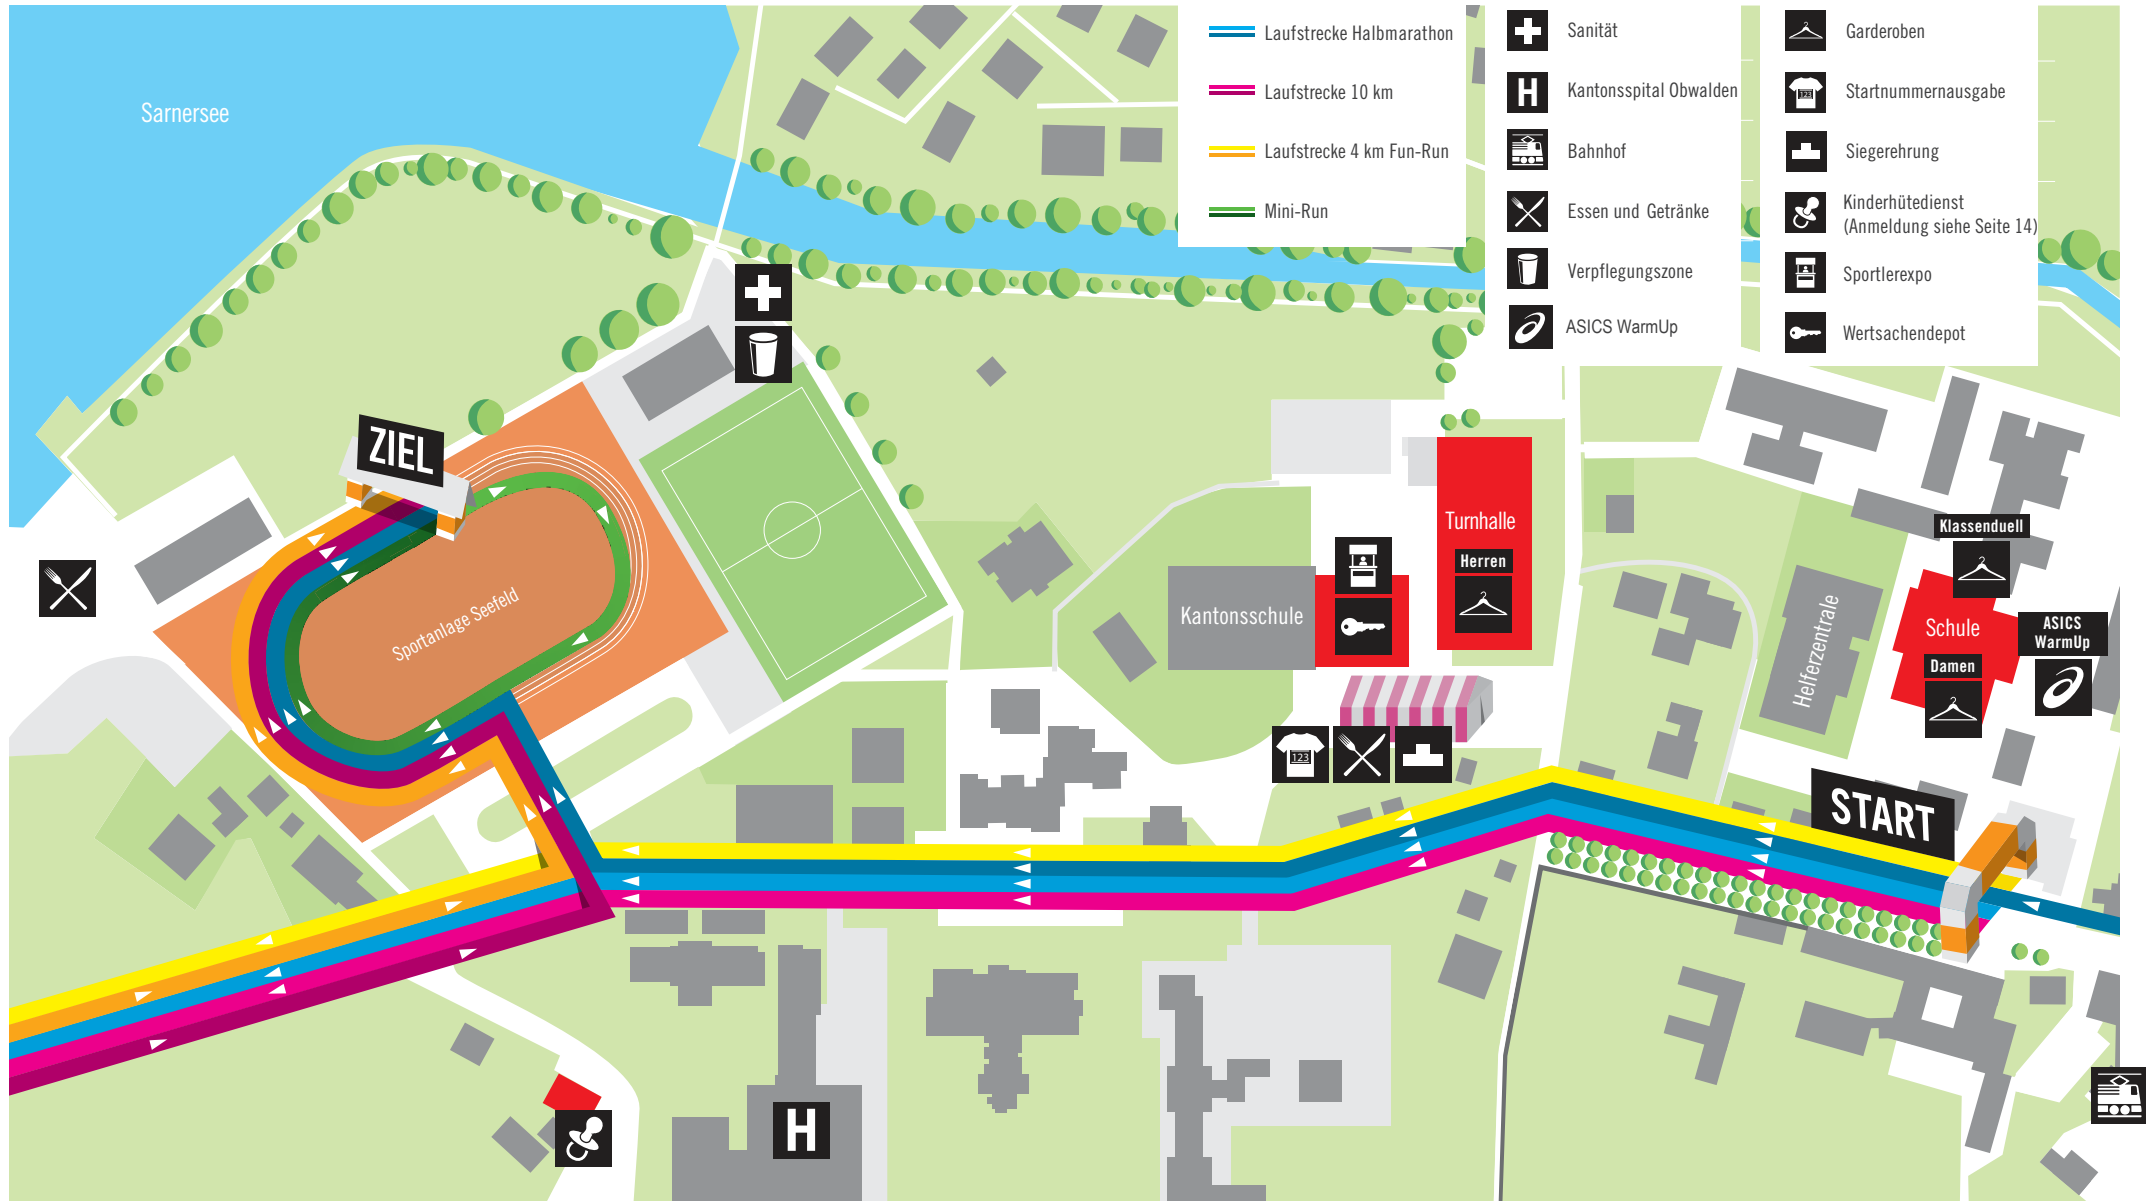 Laufstrecke Halbmarathon
Laufstrecke 10 km
Laufstrecke 4 km Fun-Run
Mini-Run
Sanität
H
Kantonsspital Obwalden
Bahnhof
Essen und Getränke
Verpflegungszone
ASICS WarmUp
Garderoben
123
Startnummernausgabe
Siegerehrung
Kinderhütedienst
(Anmeldung siehe Seite 14)
Sportlerexpo
Wertsachendepot
Sarnersee
ZIEL
Sportanlage Seefeld
Kantonsschule
Turnhalle
Herren
Klassenduell
Schule
Damen
ASICS
WarmUp
Helferzentrale
123
START
H